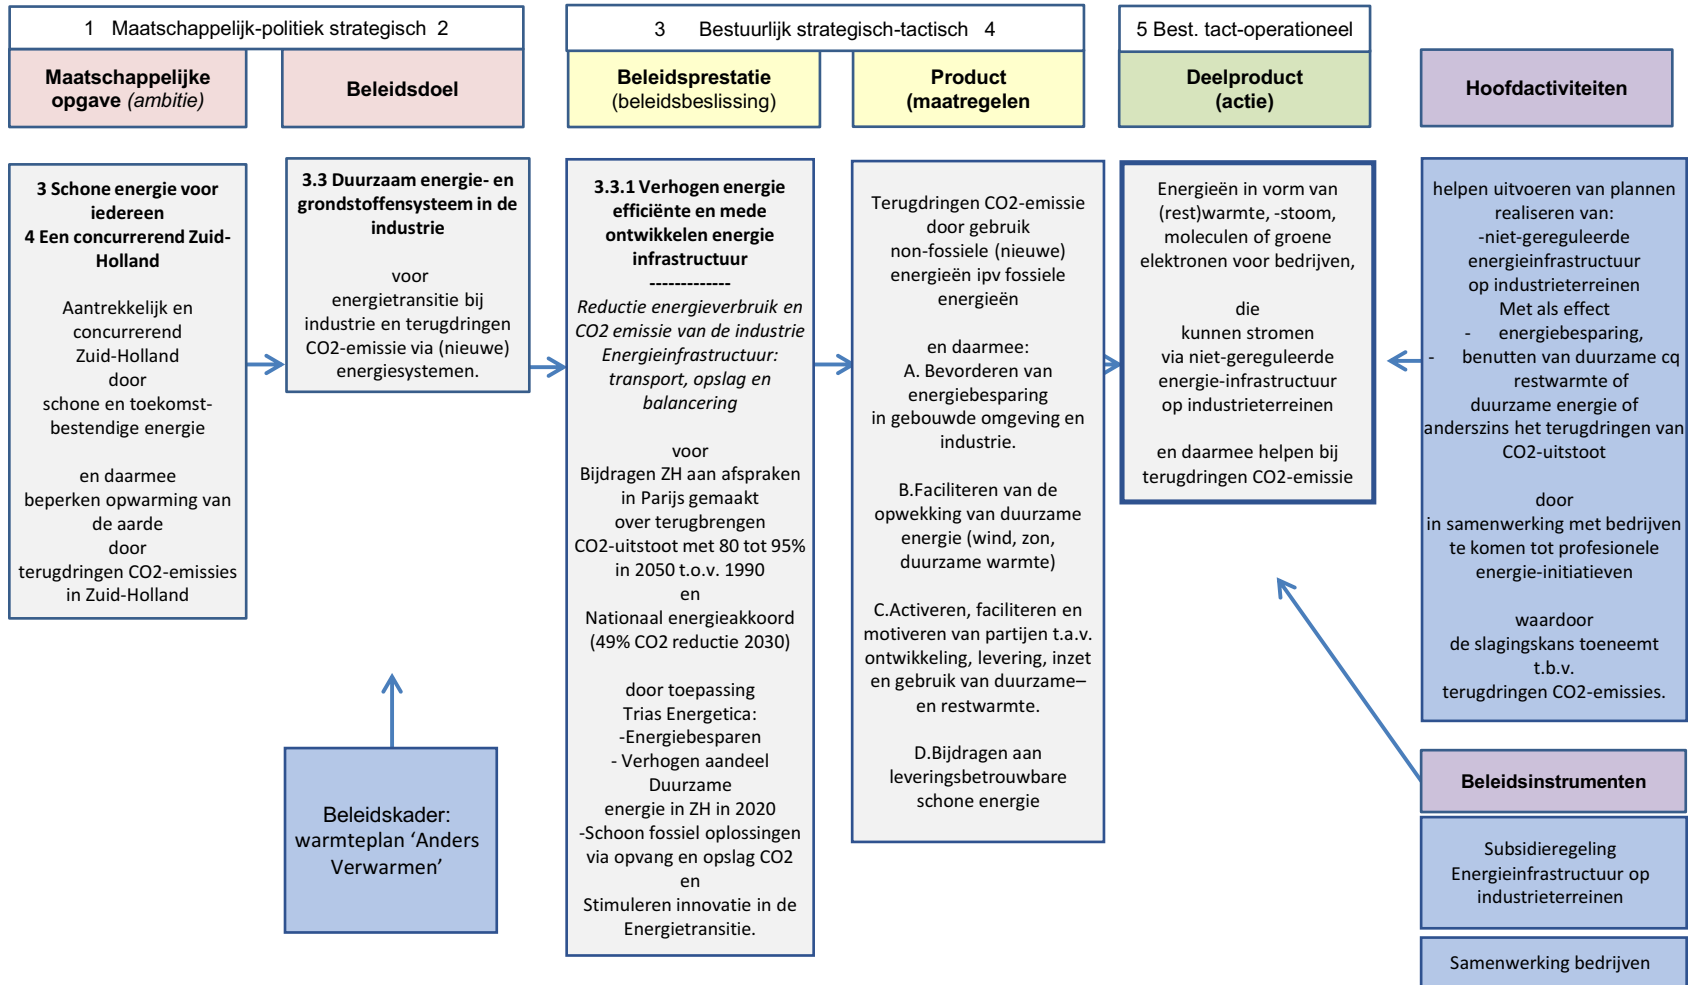 1 Maatschappelijk-politiek strategisch 2
3 Bestuurlijk strategisch-tactisch 4
5 Best. tact-operationeel
Maatschappelijke
opgave (ambitie)
Beleidsdoel
Beleidsprestatie
(beleidsbeslissing)
Product
(maatregelen
Deelproduct
(actie)
Hoofdactiviteiten
3 Schone energie voor
iedereen
4 Een concurrerend Zuid-
Holland
Aantrekkelijk en
concurrerend
Zuid-Holland
door
schone en toekomst-
bestendige energie
en daarmee
beperken opwarming van
de aarde
door
terugdringen CO2-emissies
in Zuid-Holland
3.3 Duurzaam energie- en
grondstoffensysteem in de
industrie
voor
energietransitie bij
industrie en terugdringen
CO2-emissie via (nieuwe)
energiesystemen.
Beleidskader:
warmteplan ‘Anders
Verwarmen’
3.3.1 Verhogen energie
efficiënte en mede
ontwikkelen energie
infrastructuur
-------------
Reductie energieverbruik en
CO2 emissie van de industrie
Energieinfrastructuur:
transport, opslag en
balancering
voor
Bijdragen ZH aan afspraken
in Parijs gemaakt
over terugbrengen
CO2-uitstoot met 80 tot 95%
in 2050 t.o.v. 1990
en
Nationaal energieakkoord
(49% CO2 reductie 2030)
door toepassing
Trias Energetica:
-Energiebesparen
- Verhogen aandeel
Duurzame
energie in ZH in 2020
-Schoon fossiel oplossingen
via opvang en opslag CO2
en
Stimuleren innovatie in de
Energietransitie.
Terugdringen CO2-emissie
door gebruik
non-fossiele (nieuwe)
energieën ipv fossiele
energieën
en daarmee:
A. Bevorderen van
energiebesparing
in gebouwde omgeving en
industrie.
B.Faciliteren van de
opwekking van duurzame
energie (wind, zon,
duurzame warmte)
C.Activeren, faciliteren en
motiveren van partijen t.a.v.
ontwikkeling, levering, inzet
en gebruik van duurzame–
en restwarmte.
D.Bijdragen aan
leveringsbetrouwbare
schone energie
Energieën in vorm van
(rest)warmte, -stoom,
moleculen of groene
elektronen voor bedrijven,
die
kunnen stromen
via niet-gereguleerde
energie-infrastructuur
op industrieterreinen
en daarmee helpen bij
terugdringen CO2-emissie
helpen uitvoeren van plannen
realiseren van:
-niet-gereguleerde
energieinfrastructuur
op industrieterreinen
Met als effect
- energiebesparing,
- benutten van duurzame cq
restwarmte of
duurzame energie of
anderszins het terugdringen van
CO2-uitstoot
door
in samenwerking met bedrijven
te komen tot profesionele
energie-initiatieven
waardoor
de slagingskans toeneemt
t.b.v.
terugdringen CO2-emissies.
Beleidsinstrumenten
Subsidieregeling
Energieinfrastructuur op
industrieterreinen
Samenwerking bedrijven